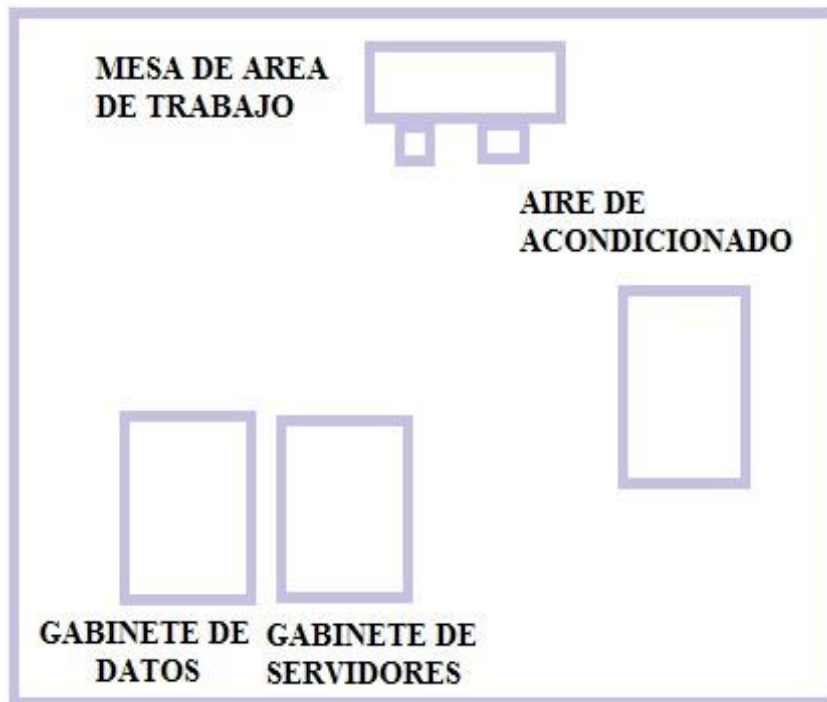 MESA DE AREA
DE TRABAJO
AIRE DE
ACONDICIONADO
GABINETE DE
DATOS
GABINETE DE
SERVIDORES